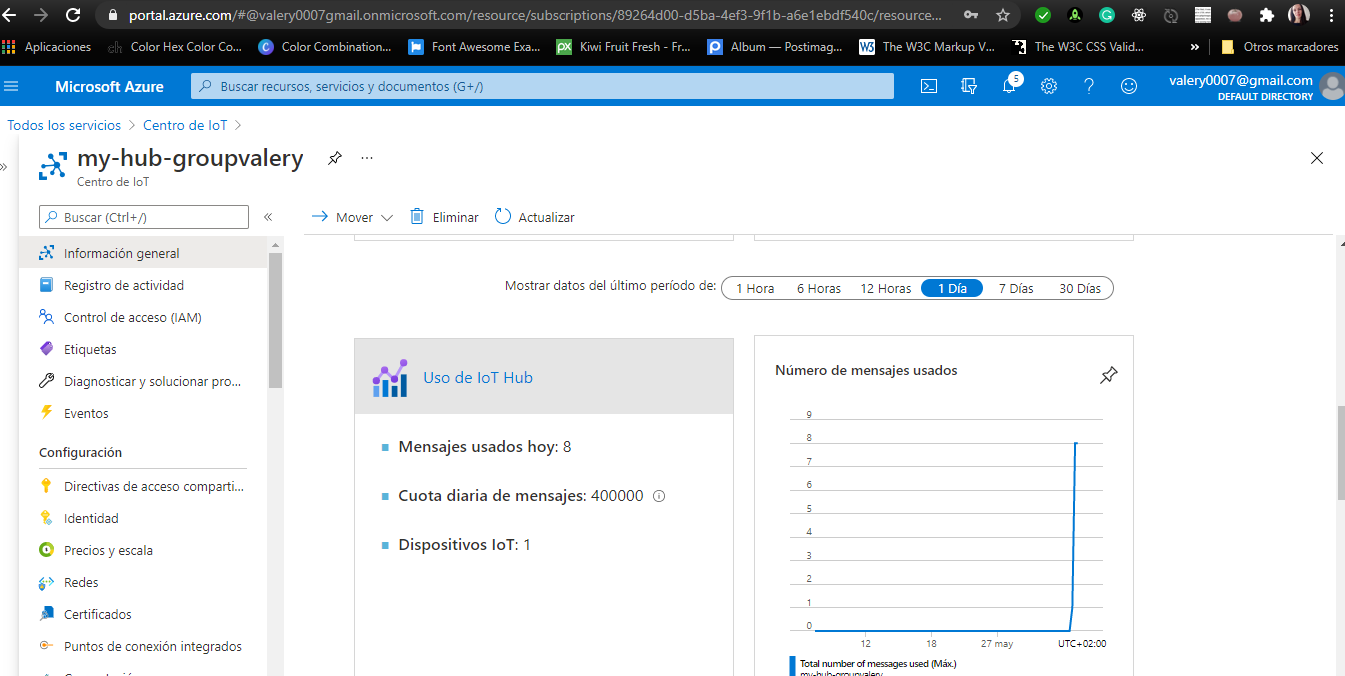 portal.azure.com/#@valery0007gmail.onmicrosoft.com/resource/subscriptions/89264d00-d5ba-4ef3-9f1b-a6e1ebdf540c/resource...
Aplicaciones
Color Hex Color Co...
Color Combination...
Font Awesome Exa...
Kiwi Fruit Fresh - Fr...
Album — Postimag...
The W3C Markup V...
The W3C CSS Valid...
»
Otros marcadores
Microsoft Azure
Buscar recursos, servicios y documentos (G+/)
5
valery0007@gmail.com
DEFAULT DIRECTORY
Todos los servicios > Centro de IoT >
my-hub-groupvalery
...
Centro de IoT
Buscar (Ctrl+/)
«
Mover
Eliminar
Actualizar
Información general
Registro de actividad
Control de acceso (IAM)
Etiquetas
Diagnosticar y solucionar pro...
Eventos
Configuración
Directivas de acceso comparti...
Identidad
Precios y escala
Redes
Certificados
Puntos de conexión integrados
Mostrar datos del último período de:
1 Hora
6 Horas
12 Horas
1 Día
7 Días
30 Días
Uso de IoT Hub
Mensajes usados hoy: 8
Cuota diaria de mensajes: 400000
Dispositivos IoT: 1
Número de mensajes usados
9
8
7
6
5
4
3
2
1
0
12
18
27 may
UTC+02:00
Total number of messages used (Máx.)
my-hub-groupvalery